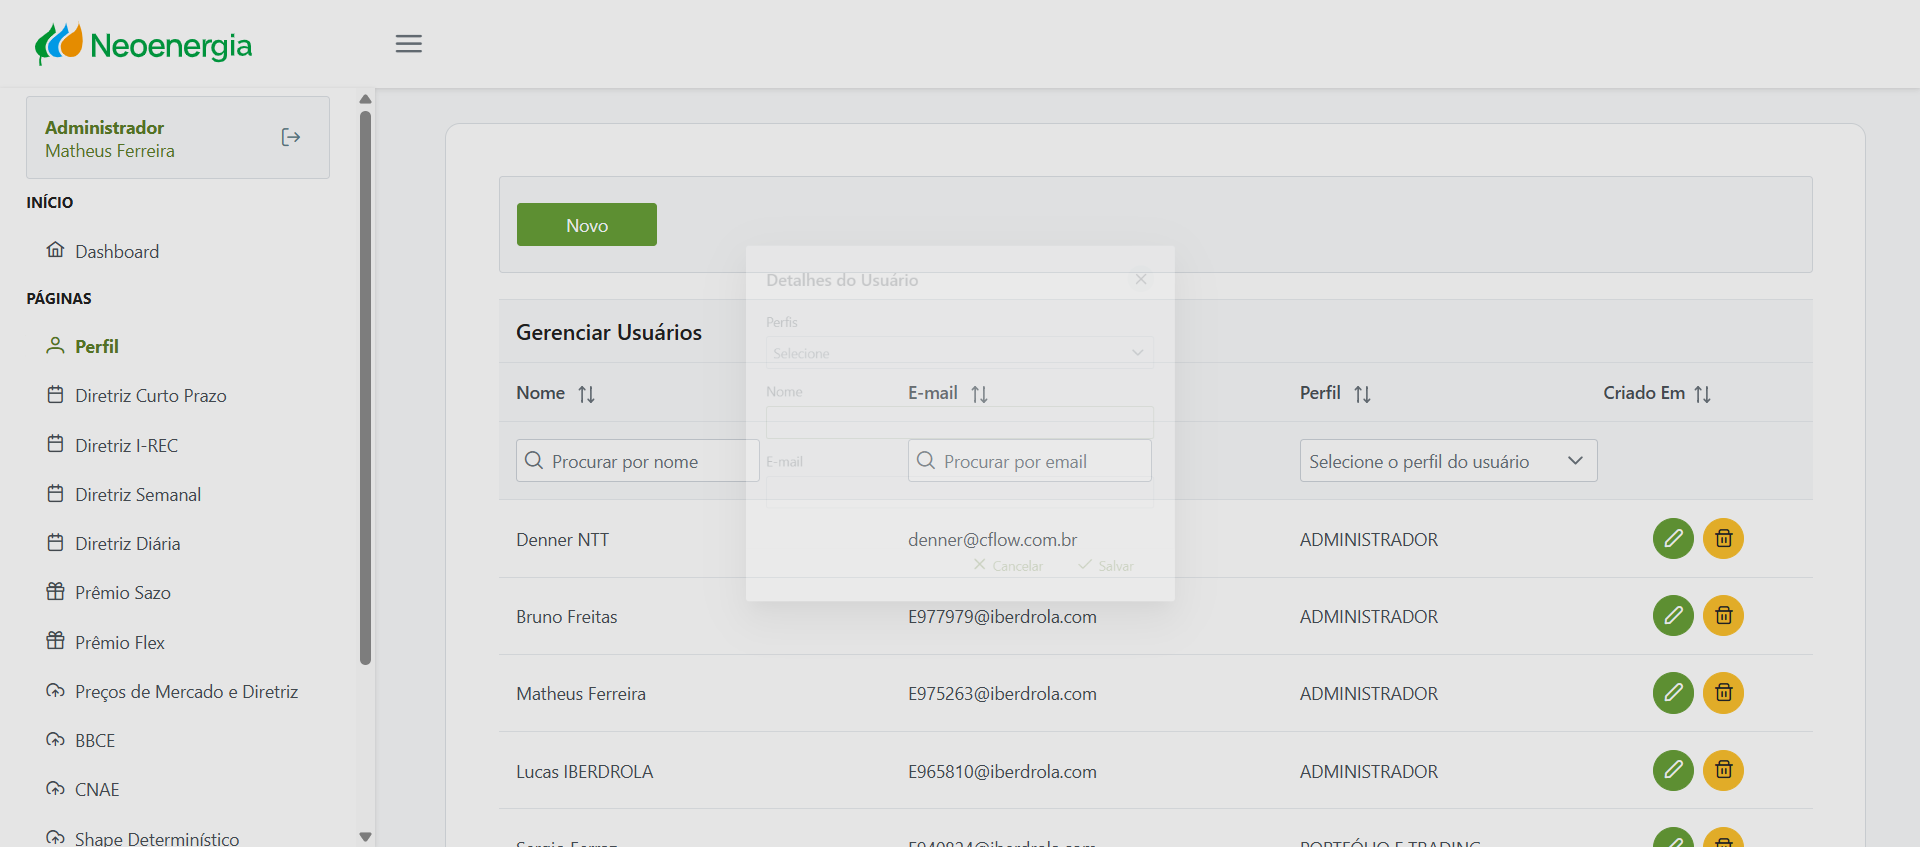 Neoenergia
Administrador
Matheus Ferreira
INÍCIO
Dashboard
PÁGINAS
Perfil
Diretriz Curto Prazo
Diretriz I-REC
Diretriz Semanal
Diretriz Diária
Prêmio Sazo
Prêmio Flex
Preços de Mercado e Diretriz
BBCE
CNAE
Shape Determinístico
Novo
Gerenciar Usuários
Nome E-mail Perfil Criado Em
Procurar por nome Procurar por email Selecione o perfil do usuário
Denner NTT denner@cflow.com.br ADMINISTRADOR
Bruno Freitas E977979@iberdrola.com ADMINISTRADOR
Matheus Ferreira E975263@iberdrola.com ADMINISTRADOR
Lucas IBERDROLA E965810@iberdrola.com ADMINISTRADOR
Sergio Ferraz E940824@iberdrola.com PORTFÓLIO E TRADING
Detalhes do Usuário
Perfis
Selecione
Nome
E-mail
Cancelar Salvar